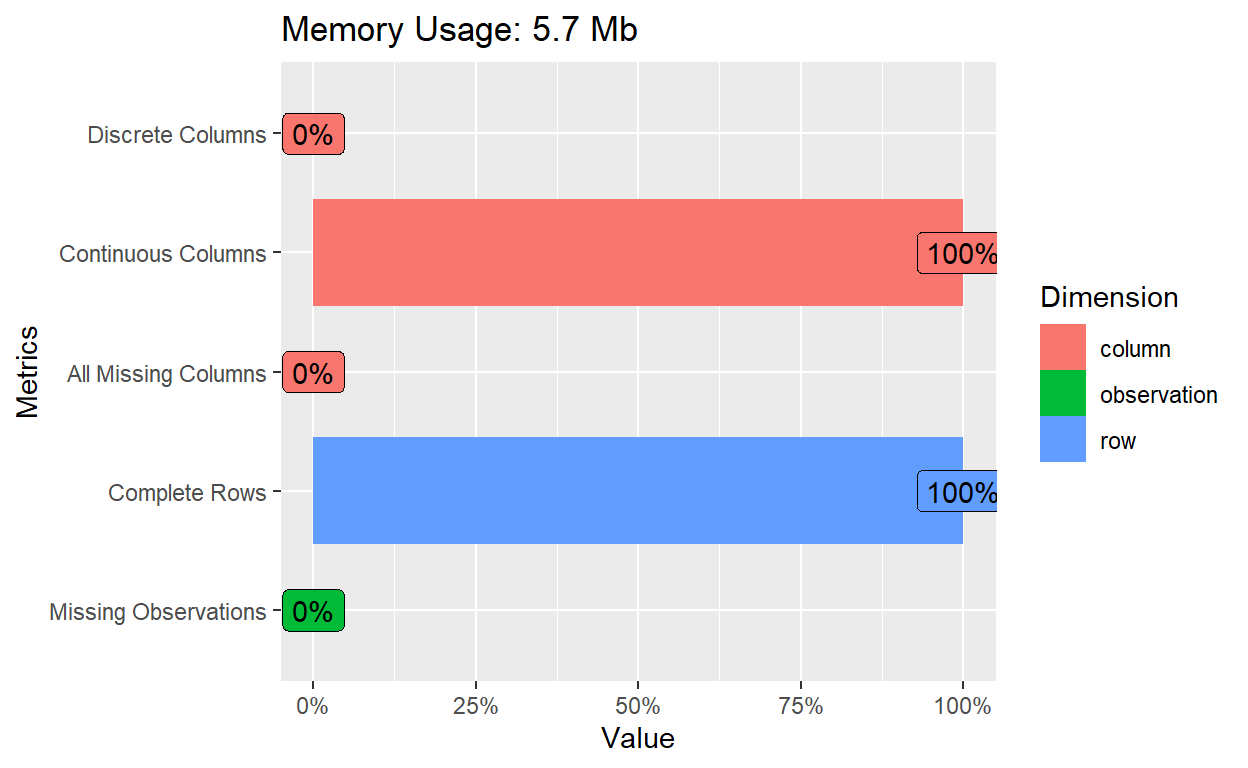 Memory Usage: 5.7 Mb
Discrete Columns
0%
Continuous Columns
100%
All Missing Columns
0%
Complete Rows
100%
Missing Observations
0%
Metrics
0%
25%
50%
75%
100%
Value
Dimension
column
observation
row